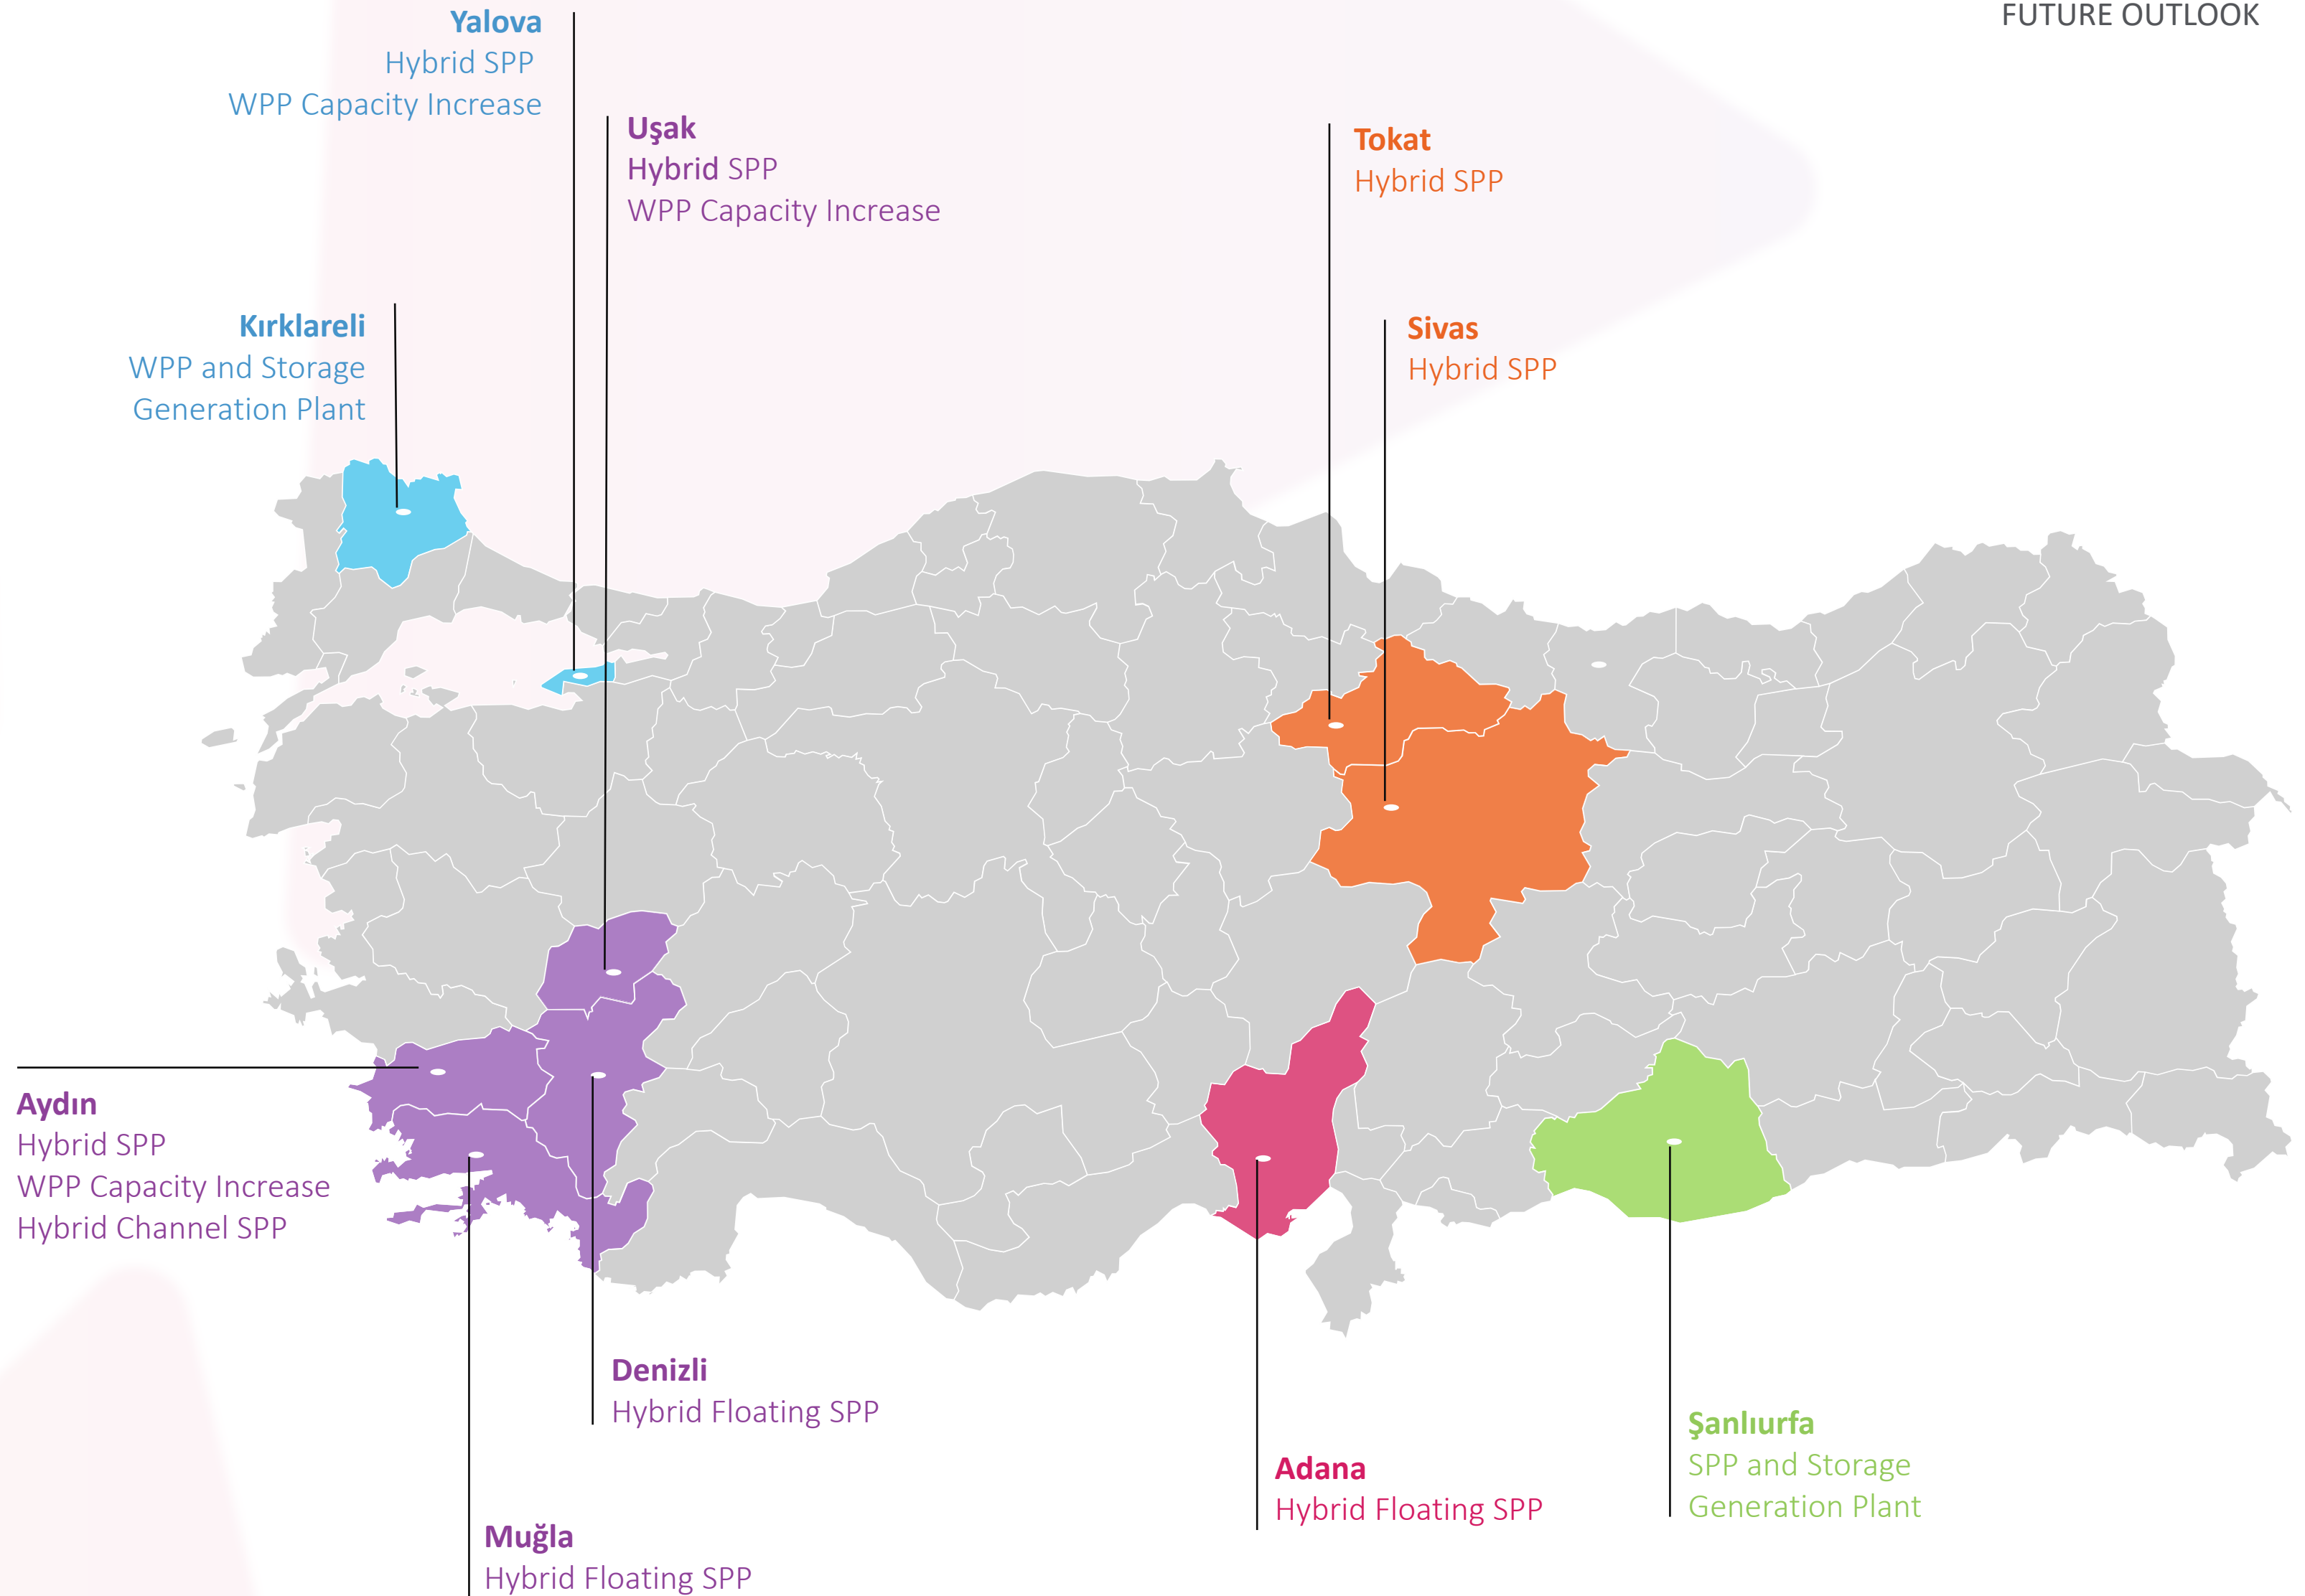 FUTURE OUTLOOK
Yalova
Hybrid SPP
WPP Capacity Increase
Uşak
Hybrid SPP
WPP Capacity Increase
Tokat
Hybrid SPP
Kırklareli
WPP and Storage
Generation Plant
Sivas
Hybrid SPP
Aydın
Hybrid SPP
WPP Capacity Increase
Hybrid Channel SPP
Denizli
Hybrid Floating SPP
Muğla
Hybrid Floating SPP
Adana
Hybrid Floating SPP
Şanlıurfa
SPP and Storage
Generation Plant